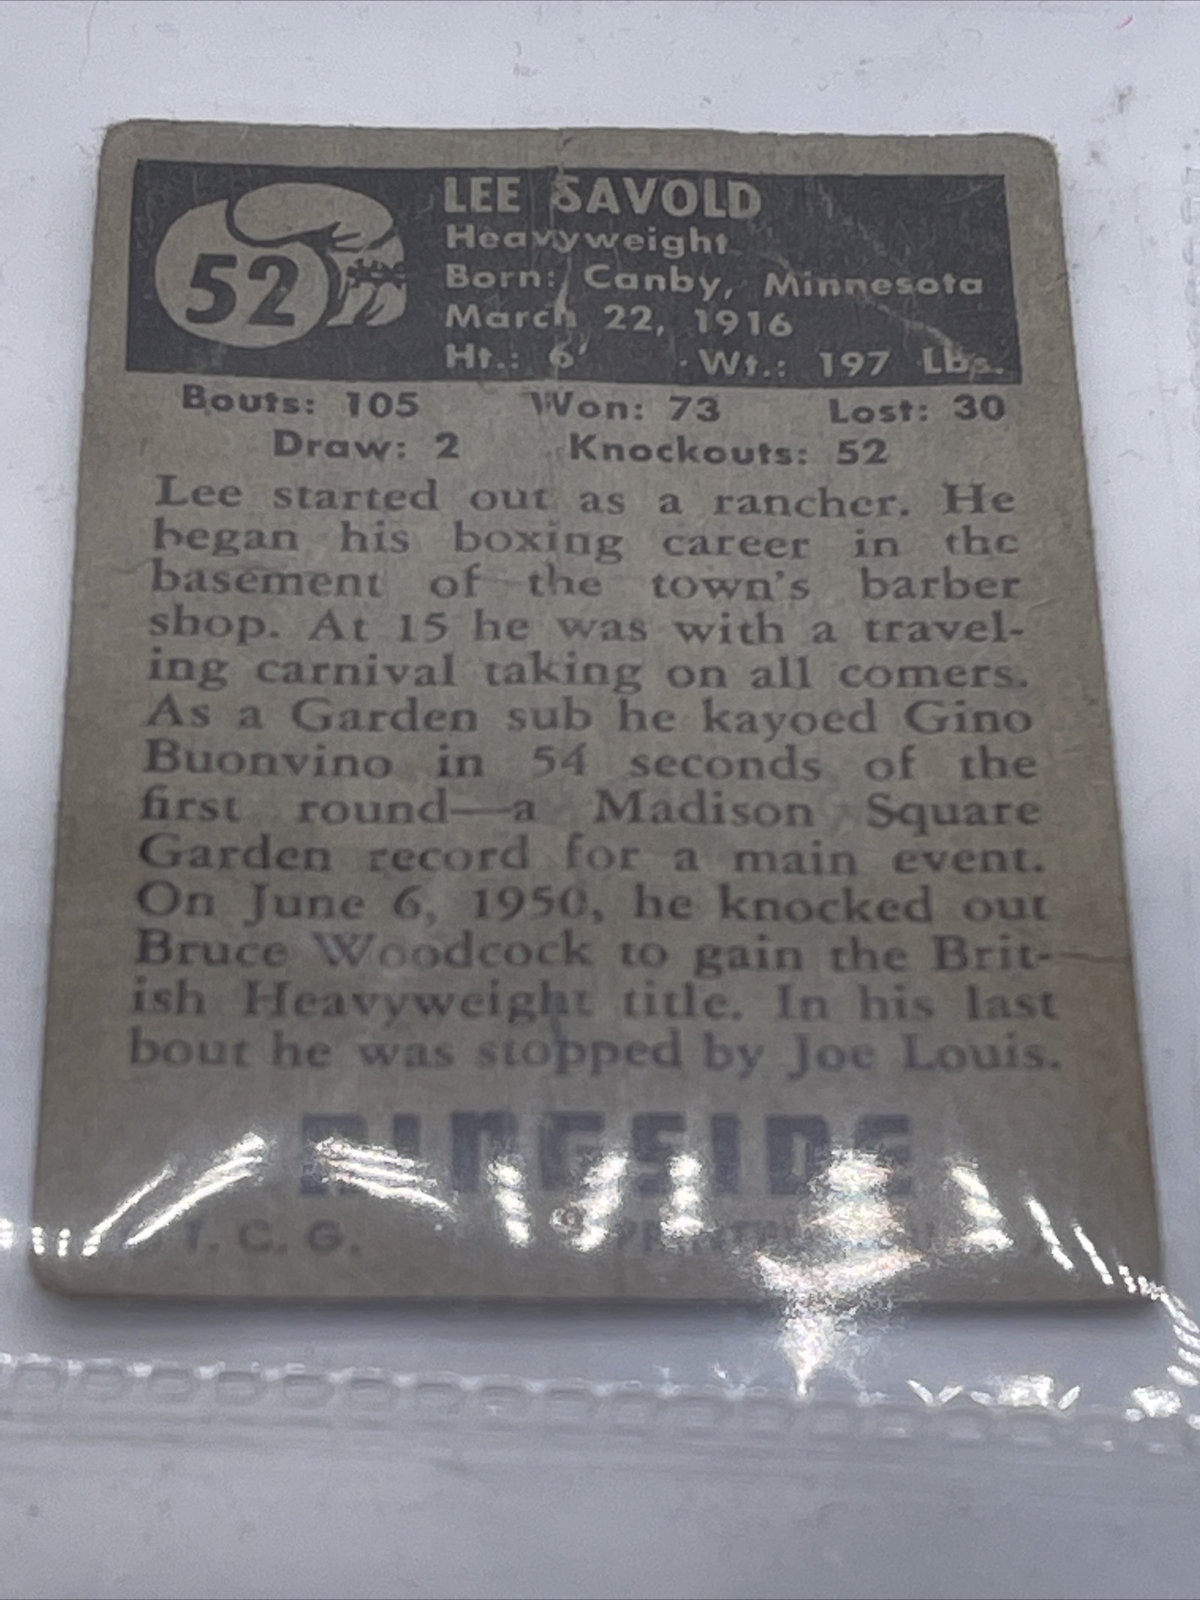 52
LEE SAVOLD
Heavyweight
Born: Canby, Minnesota
March 22, 1916
Ht.: 6' Wt.: 197 Lbs.
Bouts: 105 Won: 73 Lost: 30
Draw: 2 Knockouts: 52
Lee started out as a rancher. He
began his boxing career in the
basement of the town's barber
shop. At 15 he was with a travel-
ing carnival taking on all comers.
As a Garden sub he kayoed Gino
Buonvino in 54 seconds of the
first round—a Madison Square
Garden record for a main event.
On June 6, 1950, he knocked out
Bruce Woodcock to gain the Brit-
ish Heavyweight title. In his last
bout he was stopped by Joe Louis.
RINGSIDE
T. C. G.